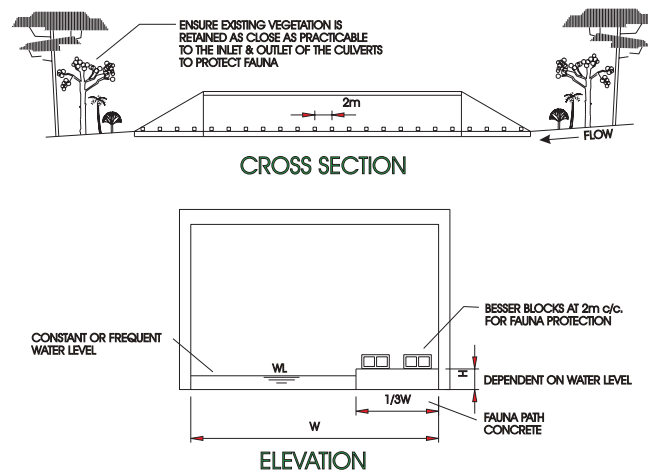 ENSURE EXISTING VEGETATION IS
RETAINED AS CLOSE AS PRACTICABLE
TO THE INLET & OUTLET OF THE CULVERTS
TO PROTECT FAUNA
2m
FLOW
CROSS SECTION
BESSER BLOCKS AT 2m c/c.
FOR FAUNA PROTECTION
CONSTANT OR FREQUENT
WATER LEVEL
WL
H
DEPENDENT ON WATER LEVEL
1/3W
FAUNA PATH
CONCRETE
W
ELEVATION